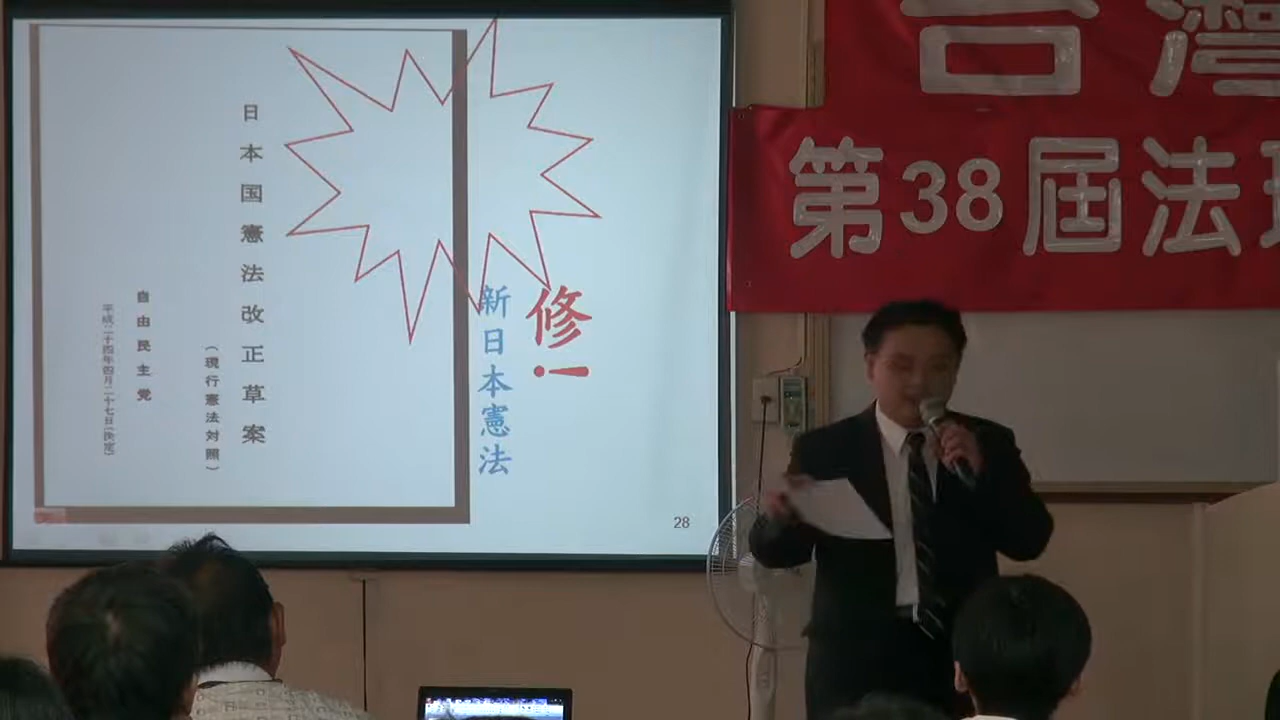 日本国憲法改正草案
（現行憲法対照）
自由民主党
平成二十四年四月二十七日（決定）
修！
新日本憲法
28
台灣
第38屆法